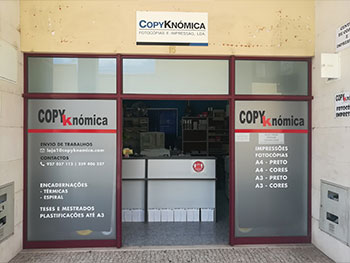 COPYKNÓMICA
FOTOCÓPIAS E IMPRESSÃO, LDA.
15
COPYKnómica
ENVIO DE TRABALHOS
CONTACTOS
ENCADERNAÇÕES
- TÉRMICAS
- ESPIRAL
TESES E MESTRADOS
PLASTIFICAÇÕES ATÉ A3
COPYKnómica
IMPRESSÕES
FOTOCÓPIAS
A4 - PRETO
A4 - CORES
A3 - PRETO
A3 - CORES